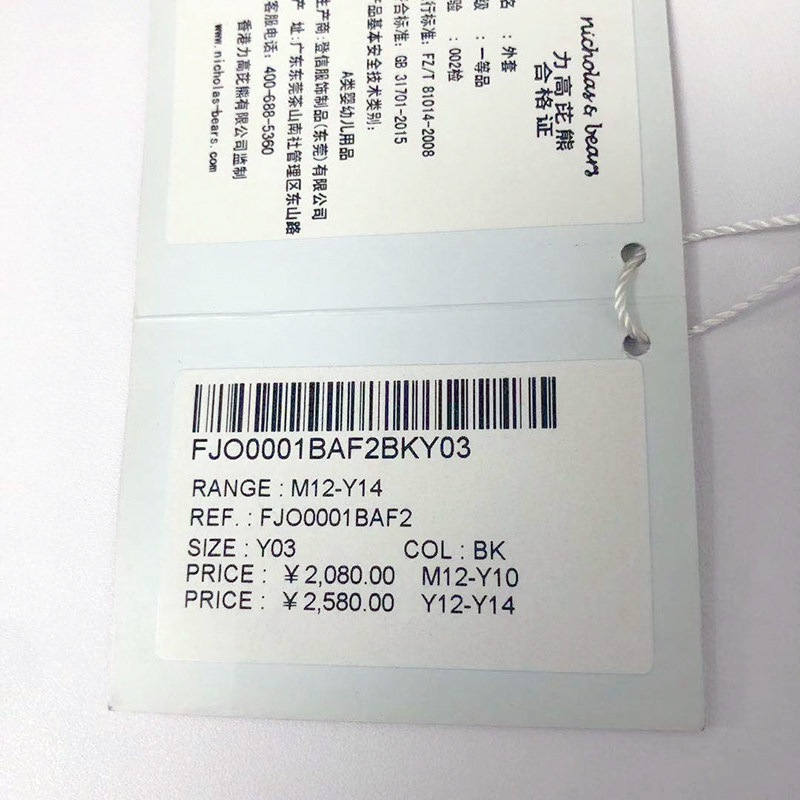 nicholas & bears
力高芘熊
合格证
名：外套
级：一等品
验：002检
行标准：FZ/T 81014-2008
合标准：GB 31701-2015
产品基本安全技术类别：
A类婴幼儿用品
生产商：登信服饰制品(东莞)有限公司
产 址：广东东莞茶山南社管理区东山路
客服电话：400-688-5360
香港力高芘熊有限公司监制
www.nicholas-bears.com
FJO0001BAF2BKY03
RANGE : M12-Y14
REF. : FJO0001BAF2
SIZE : Y03 COL : BK
PRICE : ￥2,080.00 M12-Y10
PRICE : ￥2,580.00 Y12-Y14